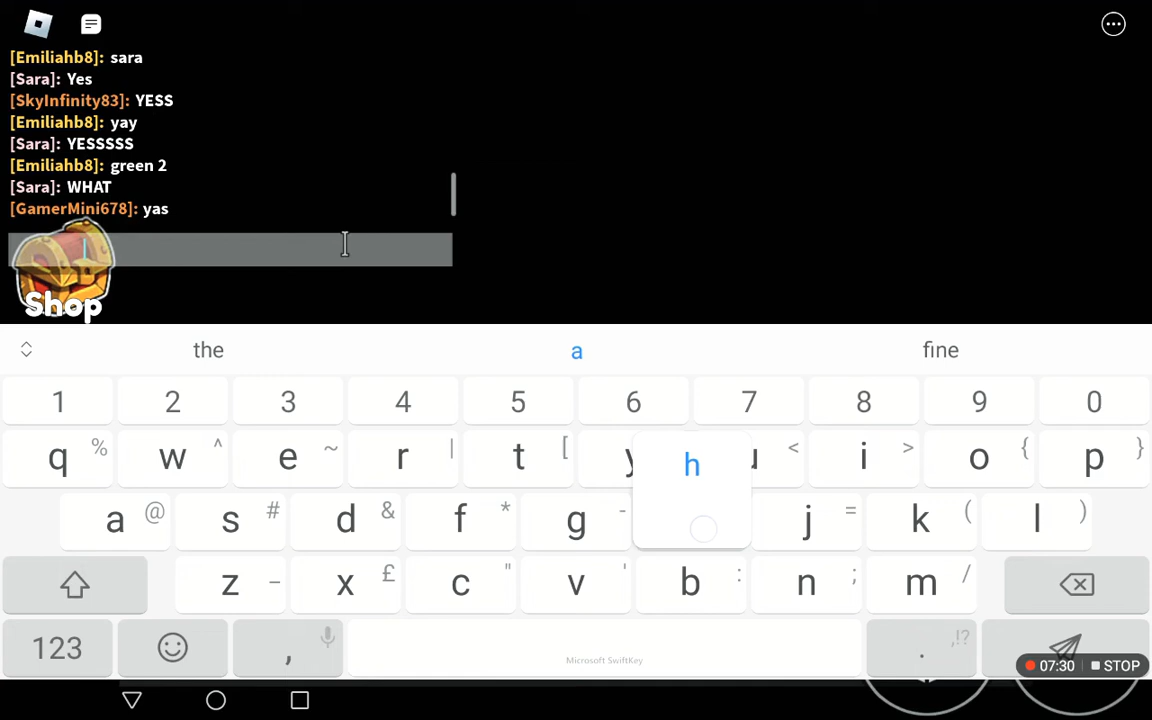 [Emiliahb8]: sara
[Sara]: Yes
[SkyInfinity83]: YESS
[Emiliahb8]: yay
[Sara]: YESSSSS
[Emiliahb8]: green 2
[Sara]: WHAT
[GamerMini678]: yas
Shop
the a fine
1 2 3 4 5 6 7 8 9 0
q % w ^ e ~ r | t [ y u < i > o { p }
a @ s # d & f * g - h j = k ( l )
z _ x £ c " v ' b : n ; m /
123 , Microsoft SwiftKey . ,!?
07:30 STOP